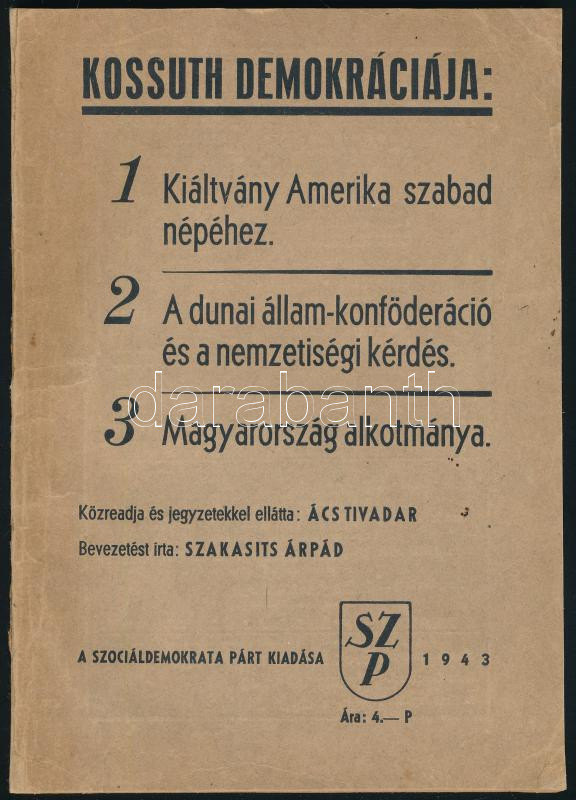 KOSSUTH DEMOKRÁCIÁJA:
1 Kiáltvány Amerika szabad
népéhez.
2 A dunai állam-konföderáció
és a nemzetiségi kérdés.
darabanth
3 Magyarország alkotmánya.
Közreadja és jegyzetekkel ellátta: ÁCS TIVADAR
Bevezetést irta: SZAKASITS ÁRPÁD
A SZOCIÁLDEMOKRATA PÁRT KIADÁSA
SZ
P
1943
Ára: 4.— P